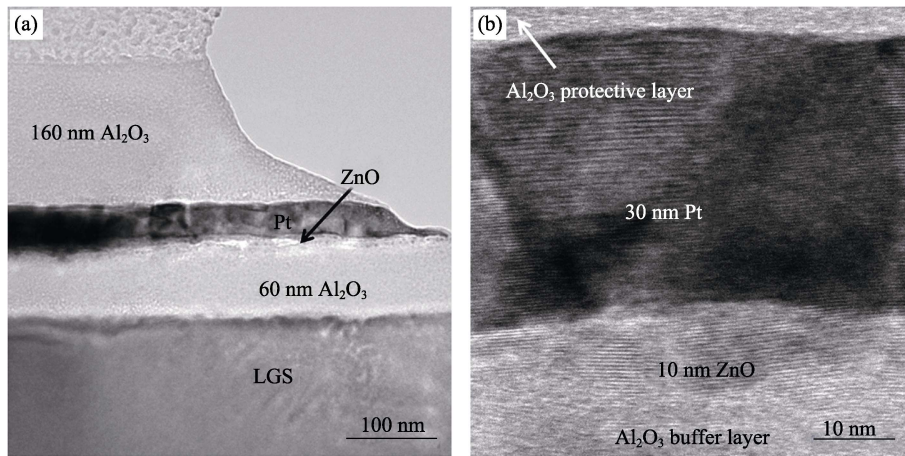 (a)
160 nm Al₂O₃
ZnO
Pt
60 nm Al₂O₃
LGS
100 nm
(b)
Al₂O₃ protective layer
30 nm Pt
10 nm ZnO
Al₂O₃ buffer layer
10 nm